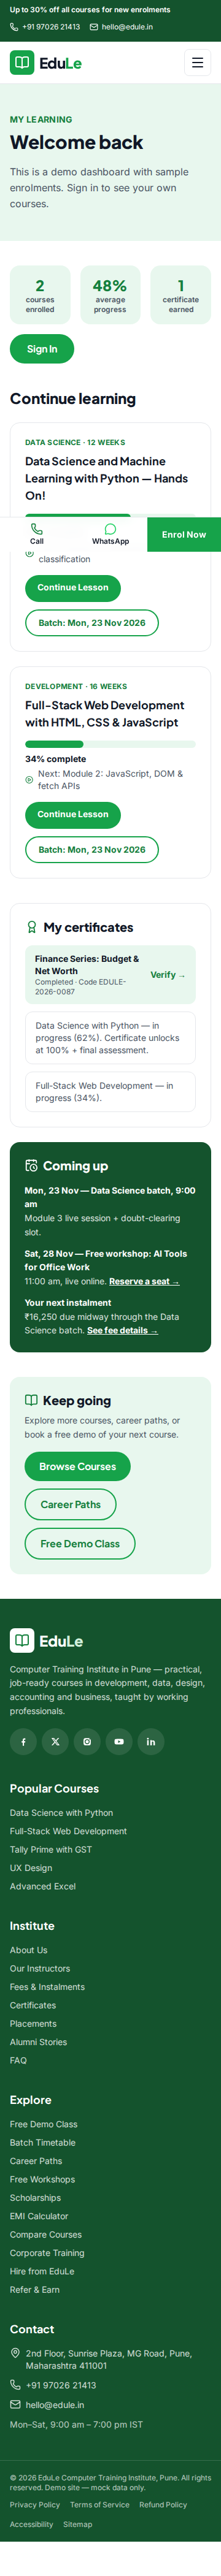 Up to 30% off all courses for new enrolments
+91 97026 21413
hello@edule.in
EduLe
MY LEARNING
Welcome back
This is a demo dashboard with sample
enrolments. Sign in to see your own
courses.
2
courses
enrolled
48%
average
progress
1
certificate
earned
Sign In
Continue learning
DATA SCIENCE · 12 WEEKS
Data Science and Machine
Learning with Python — Hands
On!
Call
WhatsApp
Enrol Now
classification
Continue Lesson
Batch: Mon, 23 Nov 2026
DEVELOPMENT · 16 WEEKS
Full-Stack Web Development
with HTML, CSS & JavaScript
34% complete
Next: Module 2: JavaScript, DOM &
fetch APIs
Continue Lesson
Batch: Mon, 23 Nov 2026
My certificates
Finance Series: Budget &
Net Worth
Completed · Code EDULE-
2026-0087
Verify →
Data Science with Python — in
progress (62%). Certificate unlocks
at 100% + final assessment.
Full-Stack Web Development — in
progress (34%).
Coming up
Mon, 23 Nov — Data Science batch, 9:00
am
Module 3 live session + doubt-clearing
slot.
Sat, 28 Nov — Free workshop: AI Tools
for Office Work
11:00 am, live online. Reserve a seat →
Your next instalment
₹16,250 due midway through the Data
Science batch. See fee details →
Keep going
Explore more courses, career paths, or
book a free demo of your next course.
Browse Courses
Career Paths
Free Demo Class
EduLe
Computer Training Institute in Pune — practical,
job-ready courses in development, data, design,
accounting and business, taught by working
professionals.
Popular Courses
Data Science with Python
Full-Stack Web Development
Tally Prime with GST
UX Design
Advanced Excel
Institute
About Us
Our Instructors
Fees & Instalments
Certificates
Placements
Alumni Stories
FAQ
Explore
Free Demo Class
Batch Timetable
Career Paths
Free Workshops
Scholarships
EMI Calculator
Compare Courses
Corporate Training
Hire from EduLe
Refer & Earn
Contact
2nd Floor, Sunrise Plaza, MG Road, Pune,
Maharashtra 411001
+91 97026 21413
hello@edule.in
Mon–Sat, 9:00 am – 7:00 pm IST
© 2026 EduLe Computer Training Institute, Pune. All rights
reserved. Demo site — mock data only.
Privacy Policy
Terms of Service
Refund Policy
Accessibility
Sitemap